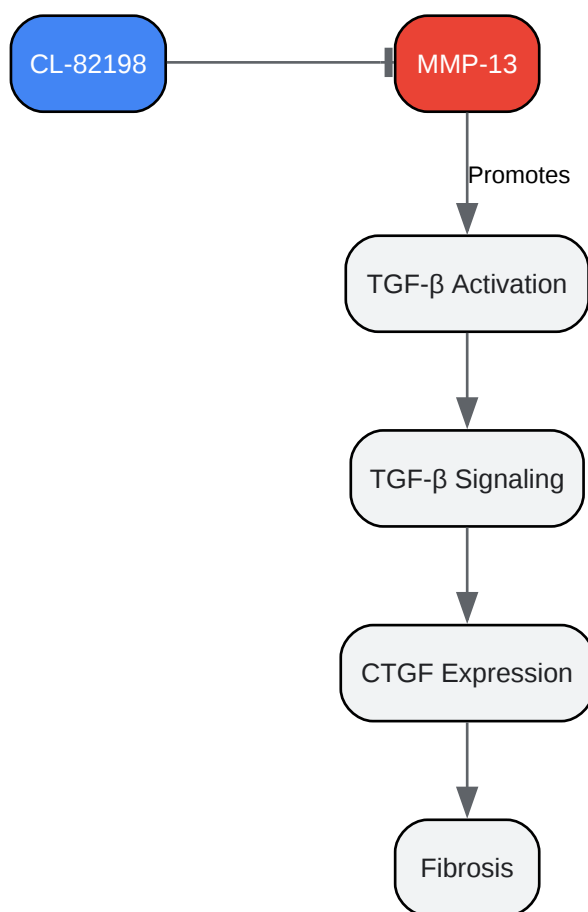 CL-82198
MMP-13
Promotes
TGF-β Activation
TGF-β Signaling
CTGF Expression
Fibrosis